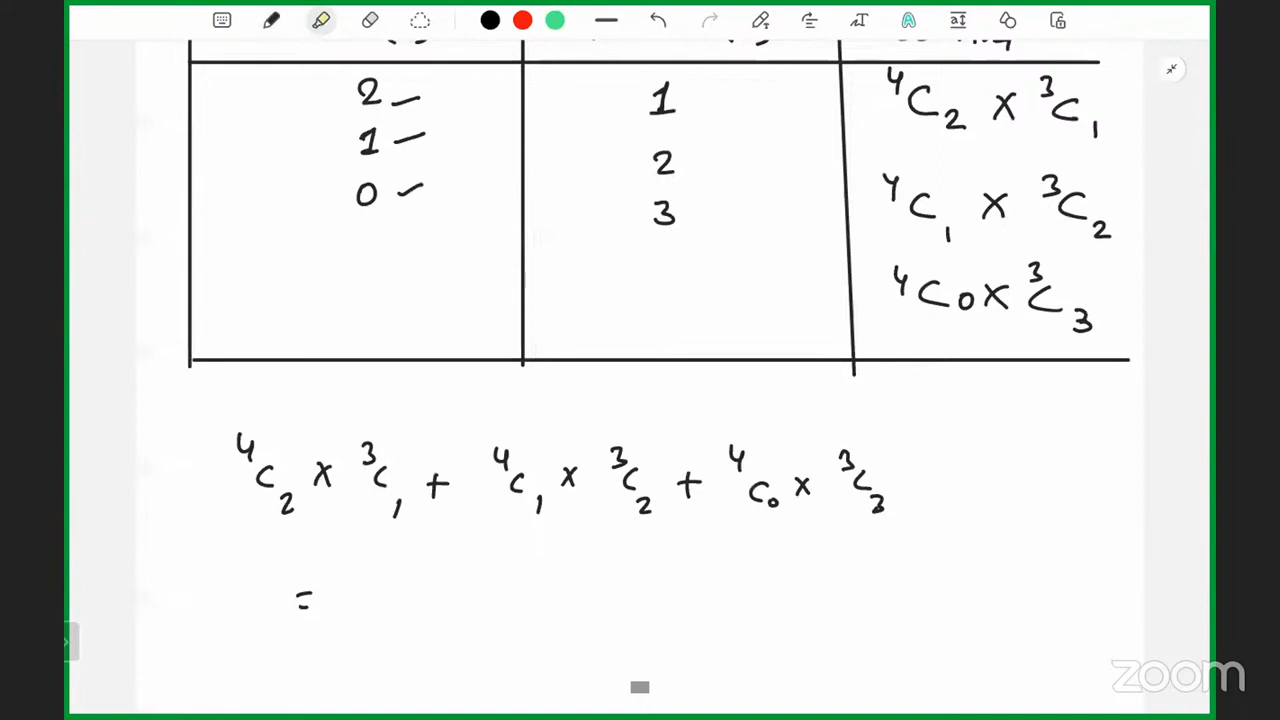 2 – 1 ⁴C₂ × ³C₁
1 – 2 ⁴C₁ × ³C₂
0 – 3 ⁴C₀ × ³C₃
⁴C₂ × ³C₁ + ⁴C₁ × ³C₂ + ⁴C₀ × ³C₃
=
zoom